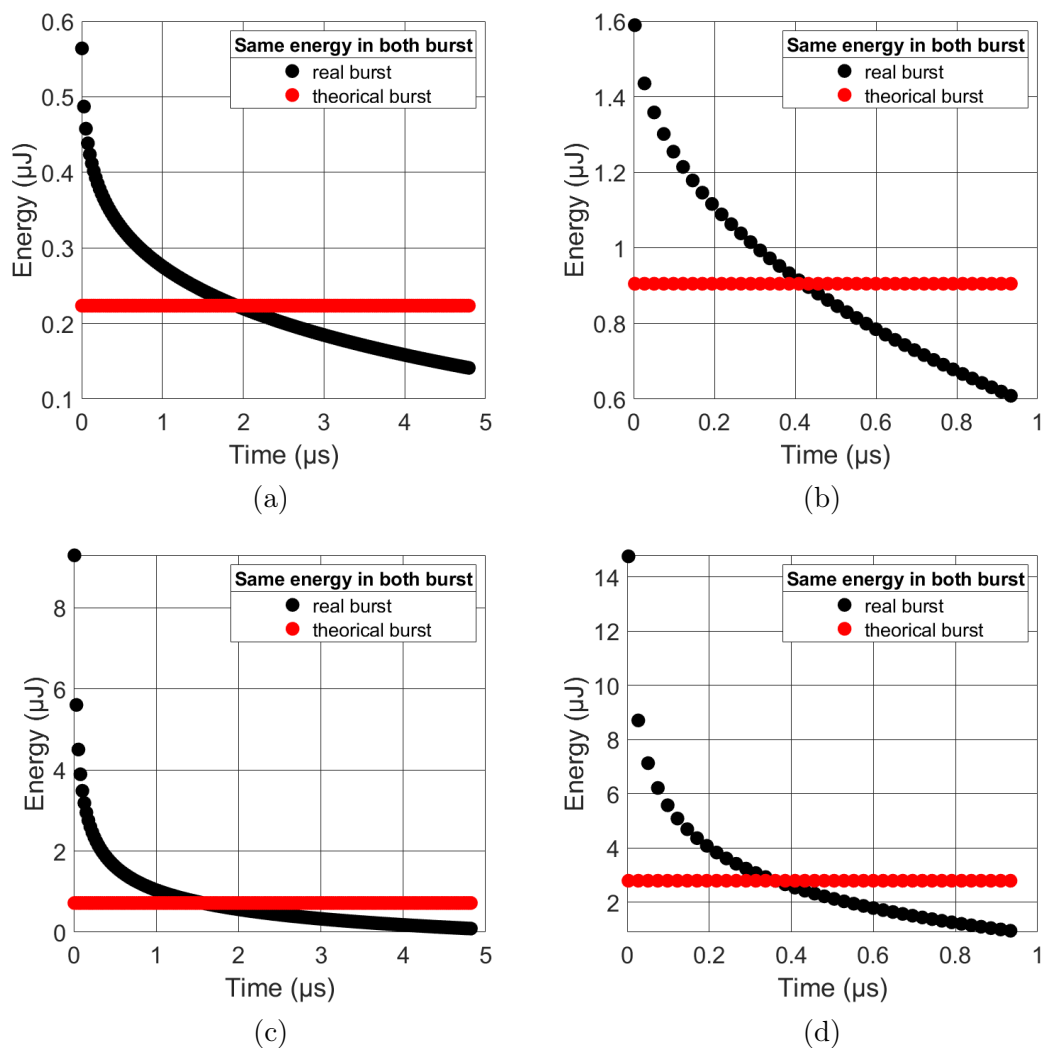 0.6
0.5
0.4
0.3
0.2
0.1
Energy (μJ)
Same energy in both burst
real burst
theorical burst
0 1 2 3 4 5
Time (μs)
(a)
1.6
1.4
1.2
1
0.8
0.6
Energy (μJ)
Same energy in both burst
real burst
theorical burst
0 0.2 0.4 0.6 0.8 1
Time (μs)
(b)
8
6
4
2
0
Energy (μJ)
Same energy in both burst
real burst
theorical burst
0 1 2 3 4 5
Time (μs)
(c)
14
12
10
8
6
4
2
Energy (μJ)
Same energy in both burst
real burst
theorical burst
0 0.2 0.4 0.6 0.8 1
Time (μs)
(d)